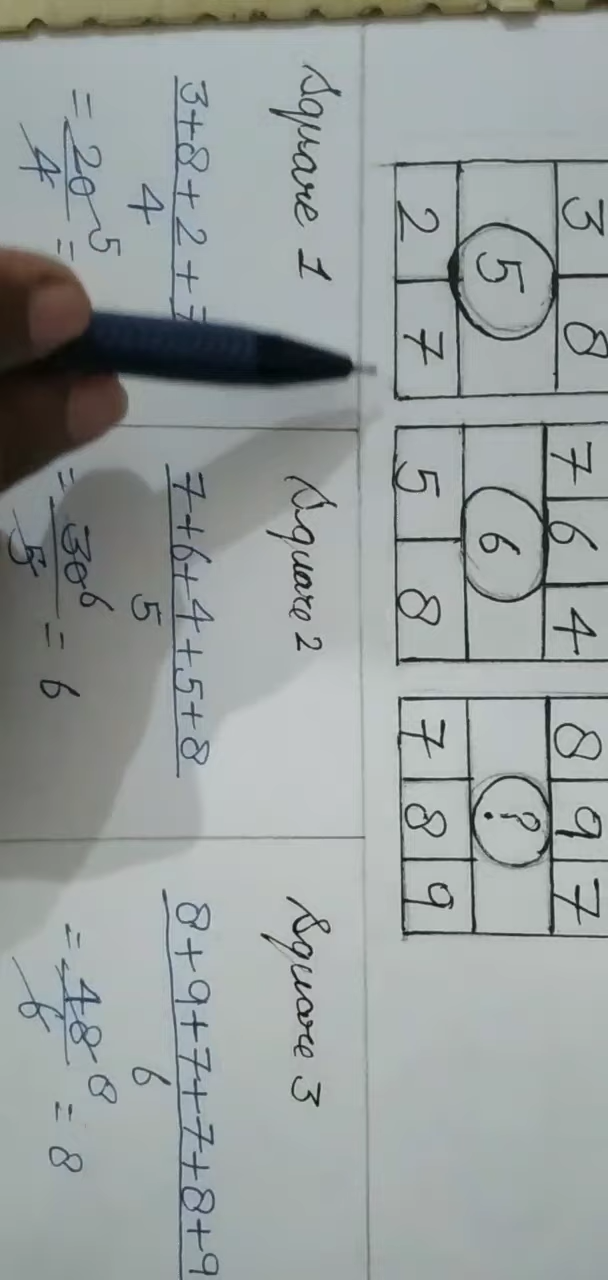 3 8
5
2 7
7 6 4
6
5 8
8 9 7
?
7 8 9
Square 1
3+8+2+7
4
= 20 5
4 =
Square 2
7+6+4+5+8
5
= 30 6
5 = 6
Square 3
8+9+7+7+8+9
6
= 48 8
6 = 8